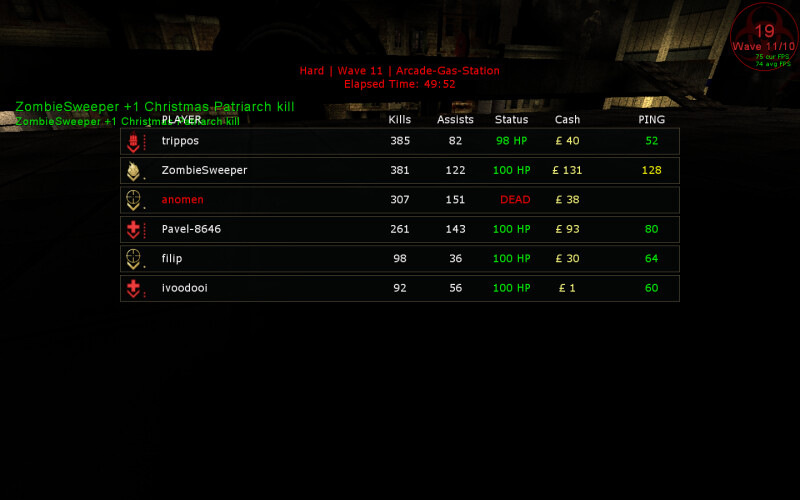 19
Wave 11/10
75 cur FPS
74 avg FPS
Hard | Wave 11 | Arcade-Gas-Station
Elapsed Time: 49:52
ZombieSweeper +1 Christmas Patriarch kill
ZombieSweeper +1 Christmas Patriarch kill
PLAYER Kills Assists Status Cash PING
trippos 385 82 98 HP £ 40 52
ZombieSweeper 381 122 100 HP £ 131 128
anomen 307 151 DEAD £ 38
Pavel-8646 261 143 100 HP £ 93 80
filip 98 36 100 HP £ 30 64
ivoodooi 92 56 100 HP £ 1 60